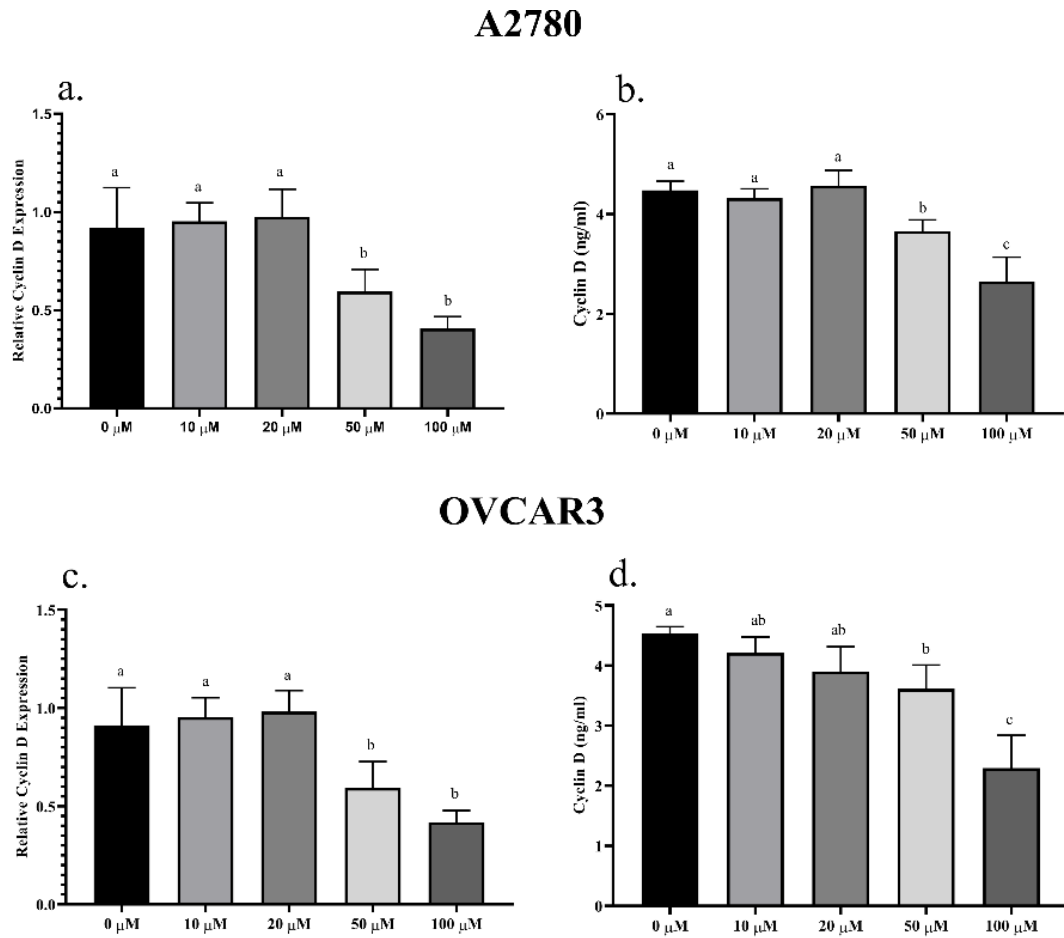 A2780
a.
Relative Cyclin D Expression
1.5
1.0
0.5
0.0
a
a
a
b
b
0 µM 10 µM 20 µM 50 µM 100 µM
b.
Cyclin D (ng/ml)
6
4
2
0
a
a
a
b
c
0 µM 10 µM 20 µM 50 µM 100 µM
OVCAR3
c.
Relative Cyclin D Expression
1.5
1.0
0.5
0.0
a
a
a
b
b
0 µM 10 µM 20 µM 50 µM 100 µM
d.
Cyclin D (ng/ml)
5
4
3
2
1
0
a
ab
ab
b
c
0 µM 10 µM 20 µM 50 µM 100 µM